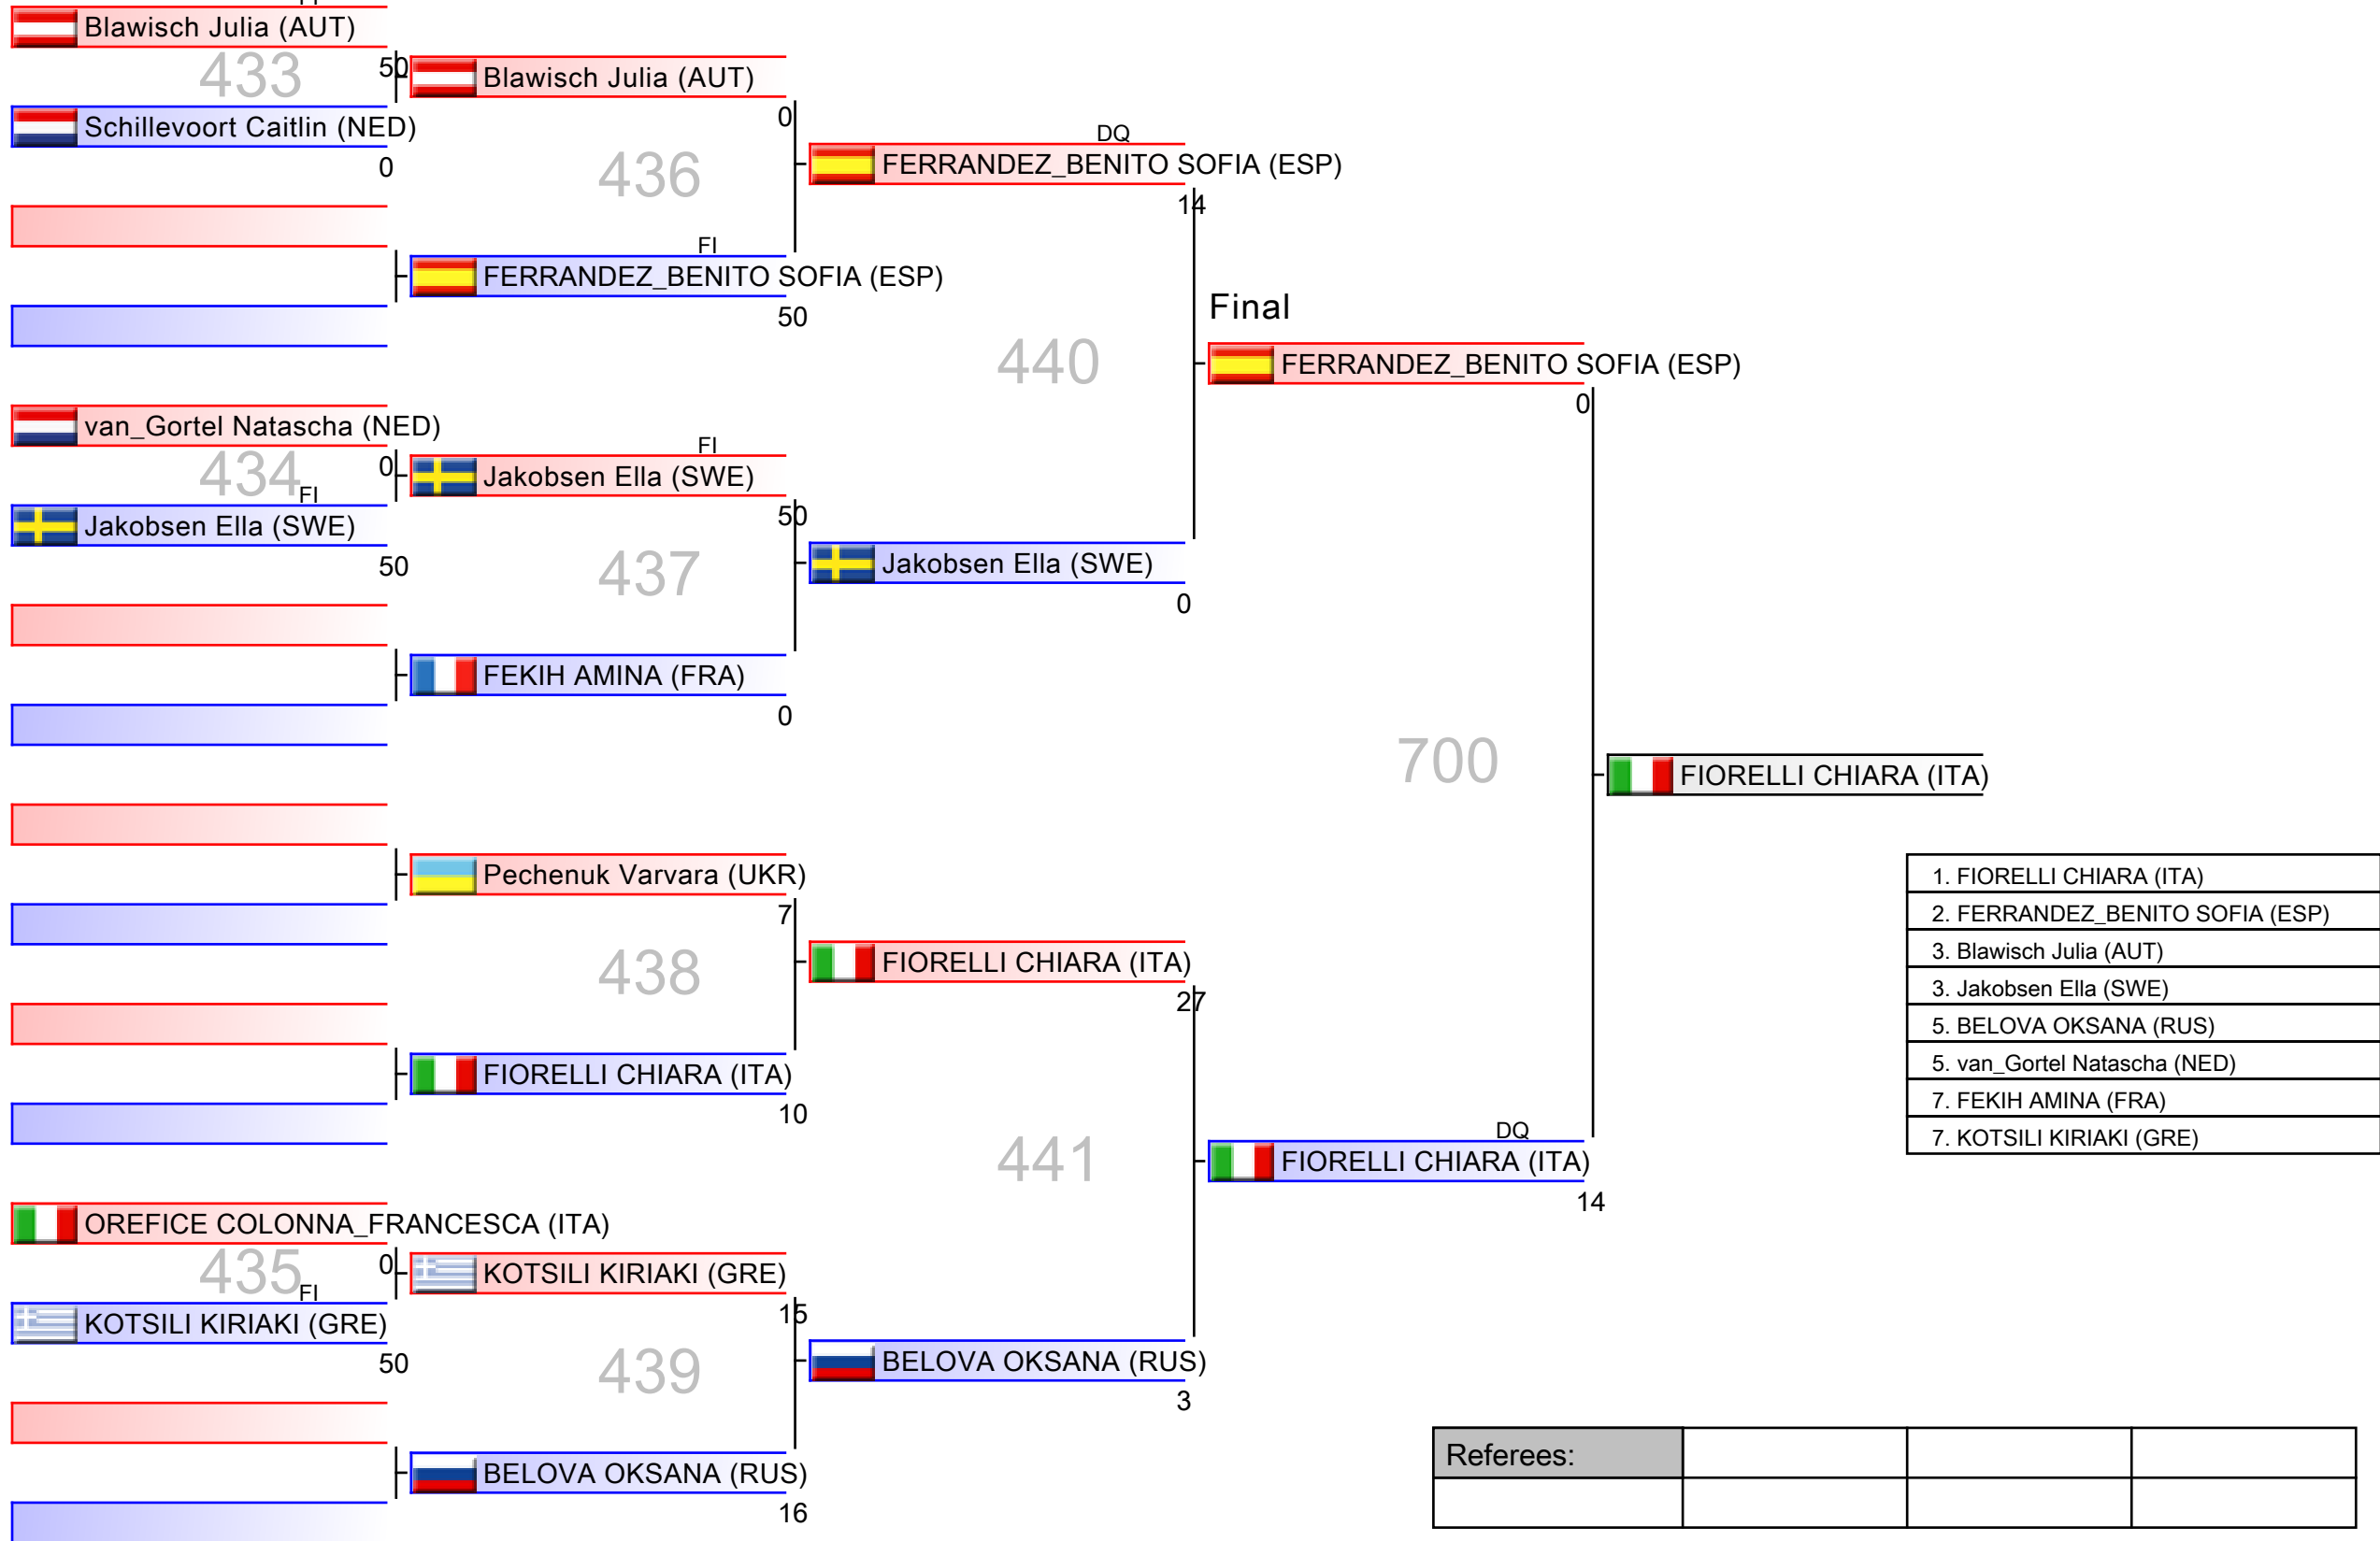 Blawisch Julia (AUT)
433
50
Blawisch Julia (AUT)
0
Schillevoort Caitlin (NED)
0
436
DQ
FERRANDEZ_BENITO SOFIA (ESP)
14
FI
FERRANDEZ_BENITO SOFIA (ESP)
50
Final
440
FERRANDEZ_BENITO SOFIA (ESP)
0
van_Gortel Natascha (NED)
434
0
FI
Jakobsen Ella (SWE)
50
FI
Jakobsen Ella (SWE)
50
437
Jakobsen Ella (SWE)
0
FEKIH AMINA (FRA)
0
700
FIORELLI CHIARA (ITA)
Pechenuk Varvara (UKR)
7
438
FIORELLI CHIARA (ITA)
27
FIORELLI CHIARA (ITA)
10
441
DQ
FIORELLI CHIARA (ITA)
14
1. FIORELLI CHIARA (ITA)
2. FERRANDEZ_BENITO SOFIA (ESP)
3. Blawisch Julia (AUT)
3. Jakobsen Ella (SWE)
5. BELOVA OKSANA (RUS)
5. van_Gortel Natascha (NED)
7. FEKIH AMINA (FRA)
7. KOTSILI KIRIAKI (GRE)
OREFICE COLONNA_FRANCESCA (ITA)
435
0
FI
KOTSILI KIRIAKI (GRE)
50
KOTSILI KIRIAKI (GRE)
15
439
BELOVA OKSANA (RUS)
3
BELOVA OKSANA (RUS)
16
Referees: